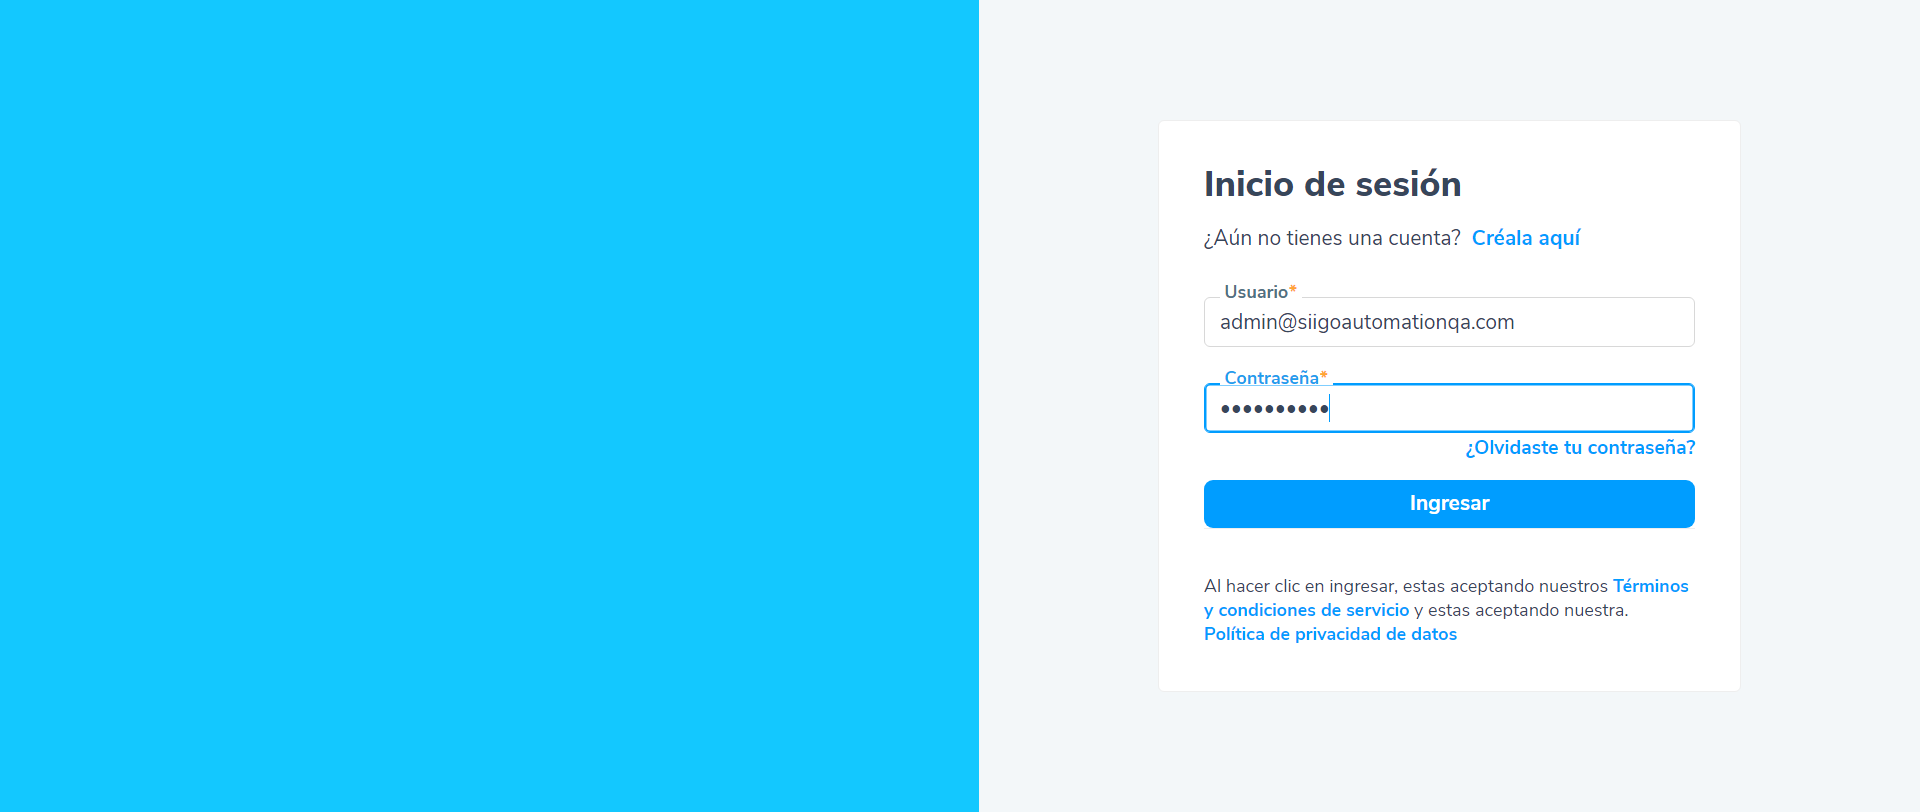 Inicio de sesión
¿Aún no tienes una cuenta? Créala aquí
Usuario*
admin@siigoautomationqa.com
Contraseña*
••••••••••
¿Olvidaste tu contraseña?
Ingresar
Al hacer clic en ingresar, estas aceptando nuestros Términos
y condiciones de servicio y estas aceptando nuestra.
Política de privacidad de datos